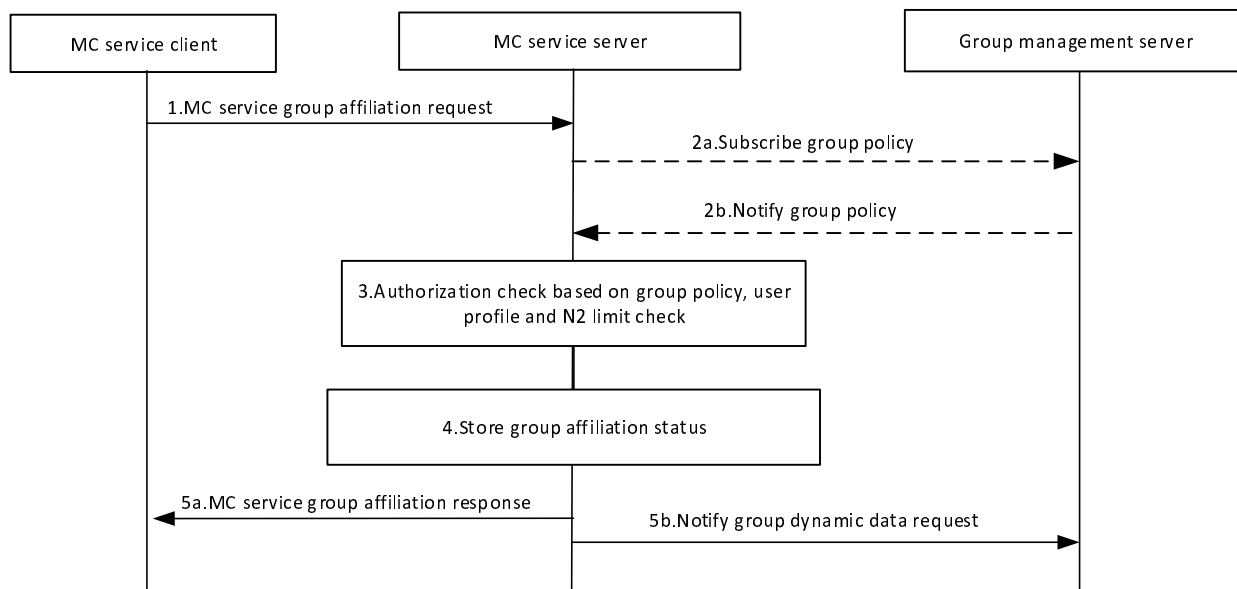 MC service client
MC service server
Group management server
1.MC service group affiliation request
2a.Subscribe group policy
2b.Notify group policy
3.Authorization check based on group policy, user
profile and N2 limit check
4.Store group affiliation status
5a.MC service group affiliation response
5b.Notify group dynamic data request